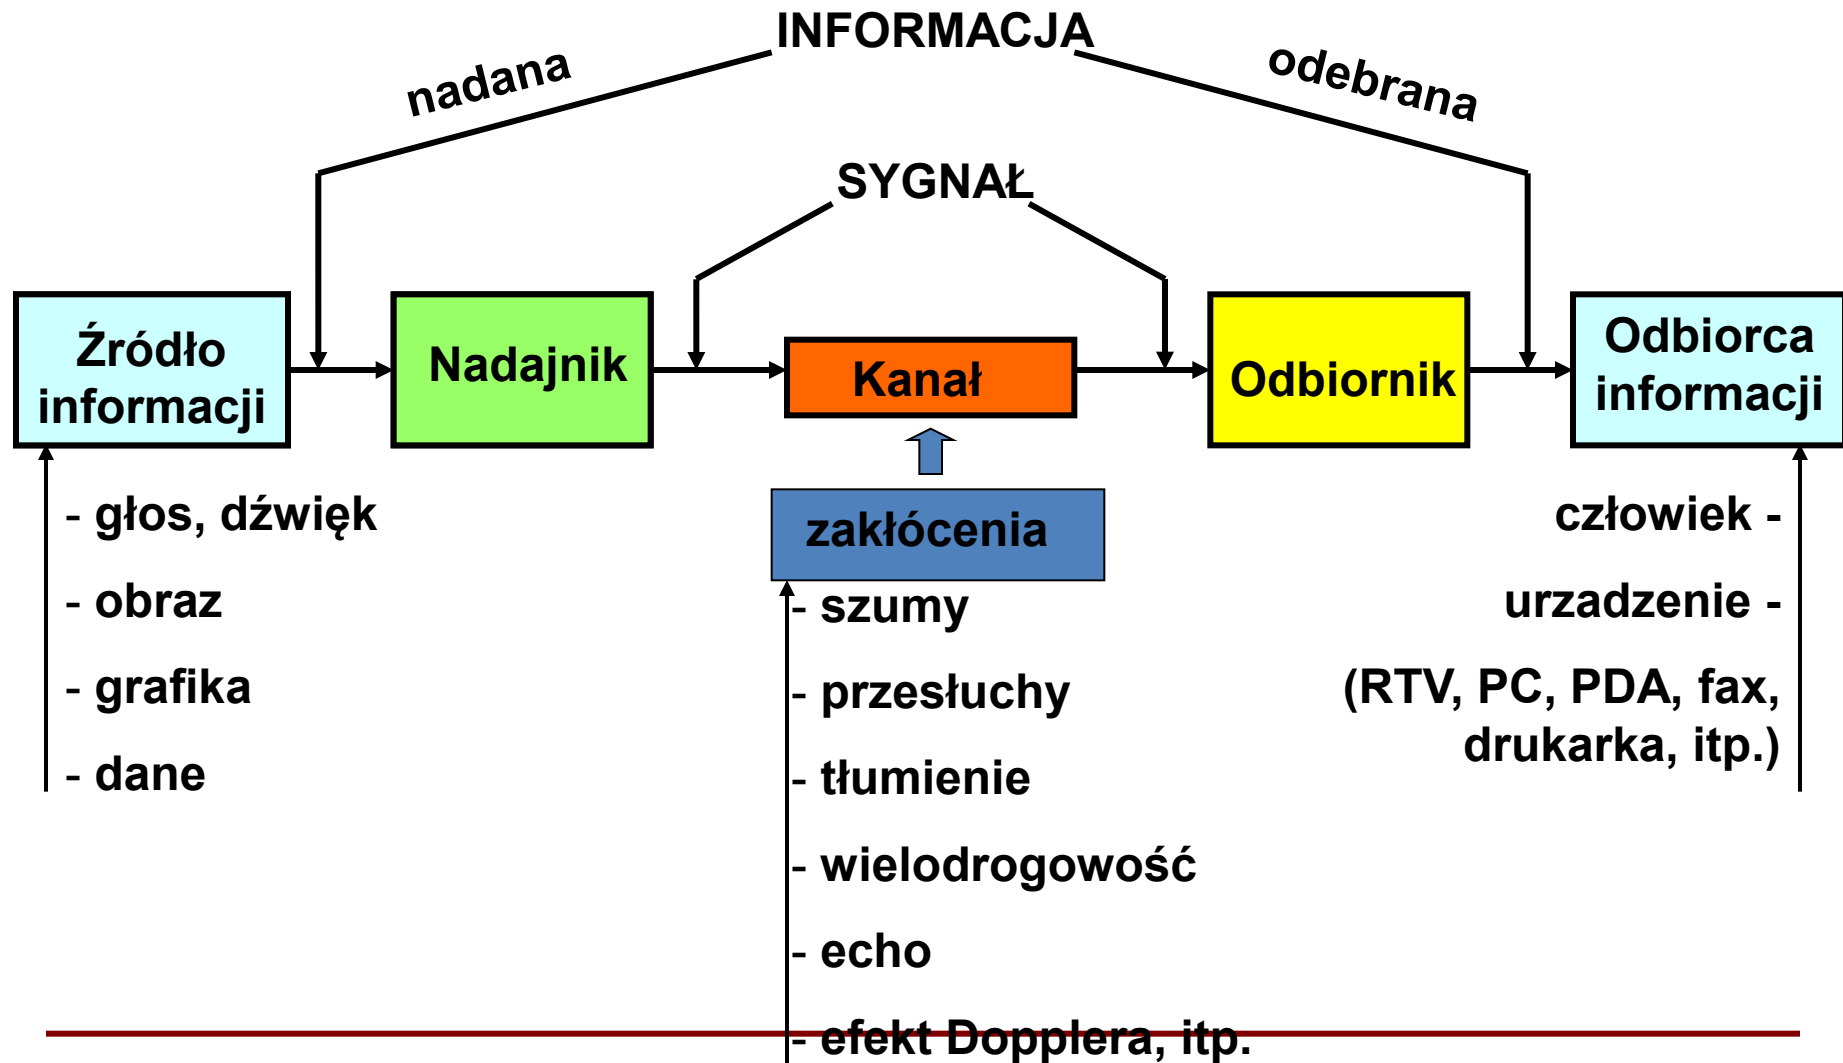 INFORMACJA
nadana
odebrana
SYGNAŁ
Źródło
informacji
Nadajnik
Kanał
Odbiornik
Odbiorca
informacji
- głos, dźwięk
- obraz
- grafika
- dane
zakłócenia
- szumy
- przesłuchy
- tłumienie
- wielodrogowość
- echo
- efekt Dopplera, itp.
człowiek -
urzadzenie -
(RTV, PC, PDA, fax,
drukarka, itp.)